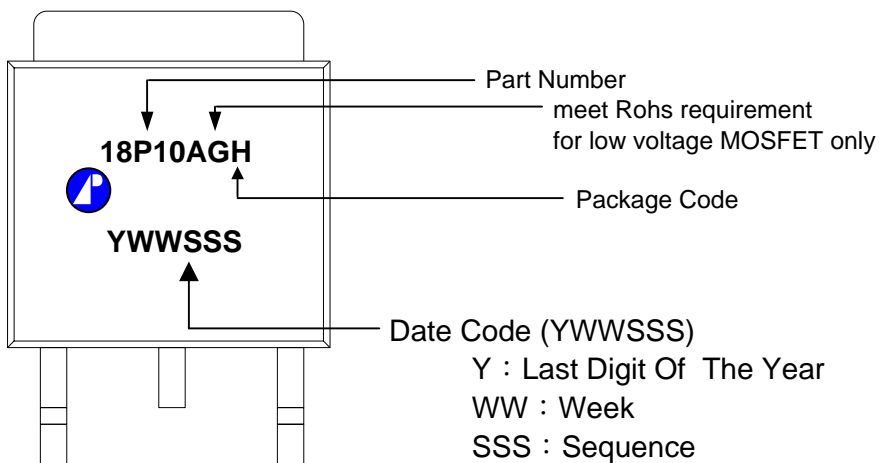 Part Number
meet Rohs requirement
for low voltage MOSFET only
18P10AGH
Package Code
YWWSSS
Date Code (YWWSSS)
Y：Last Digit Of The Year
WW：Week
SSS：Sequence